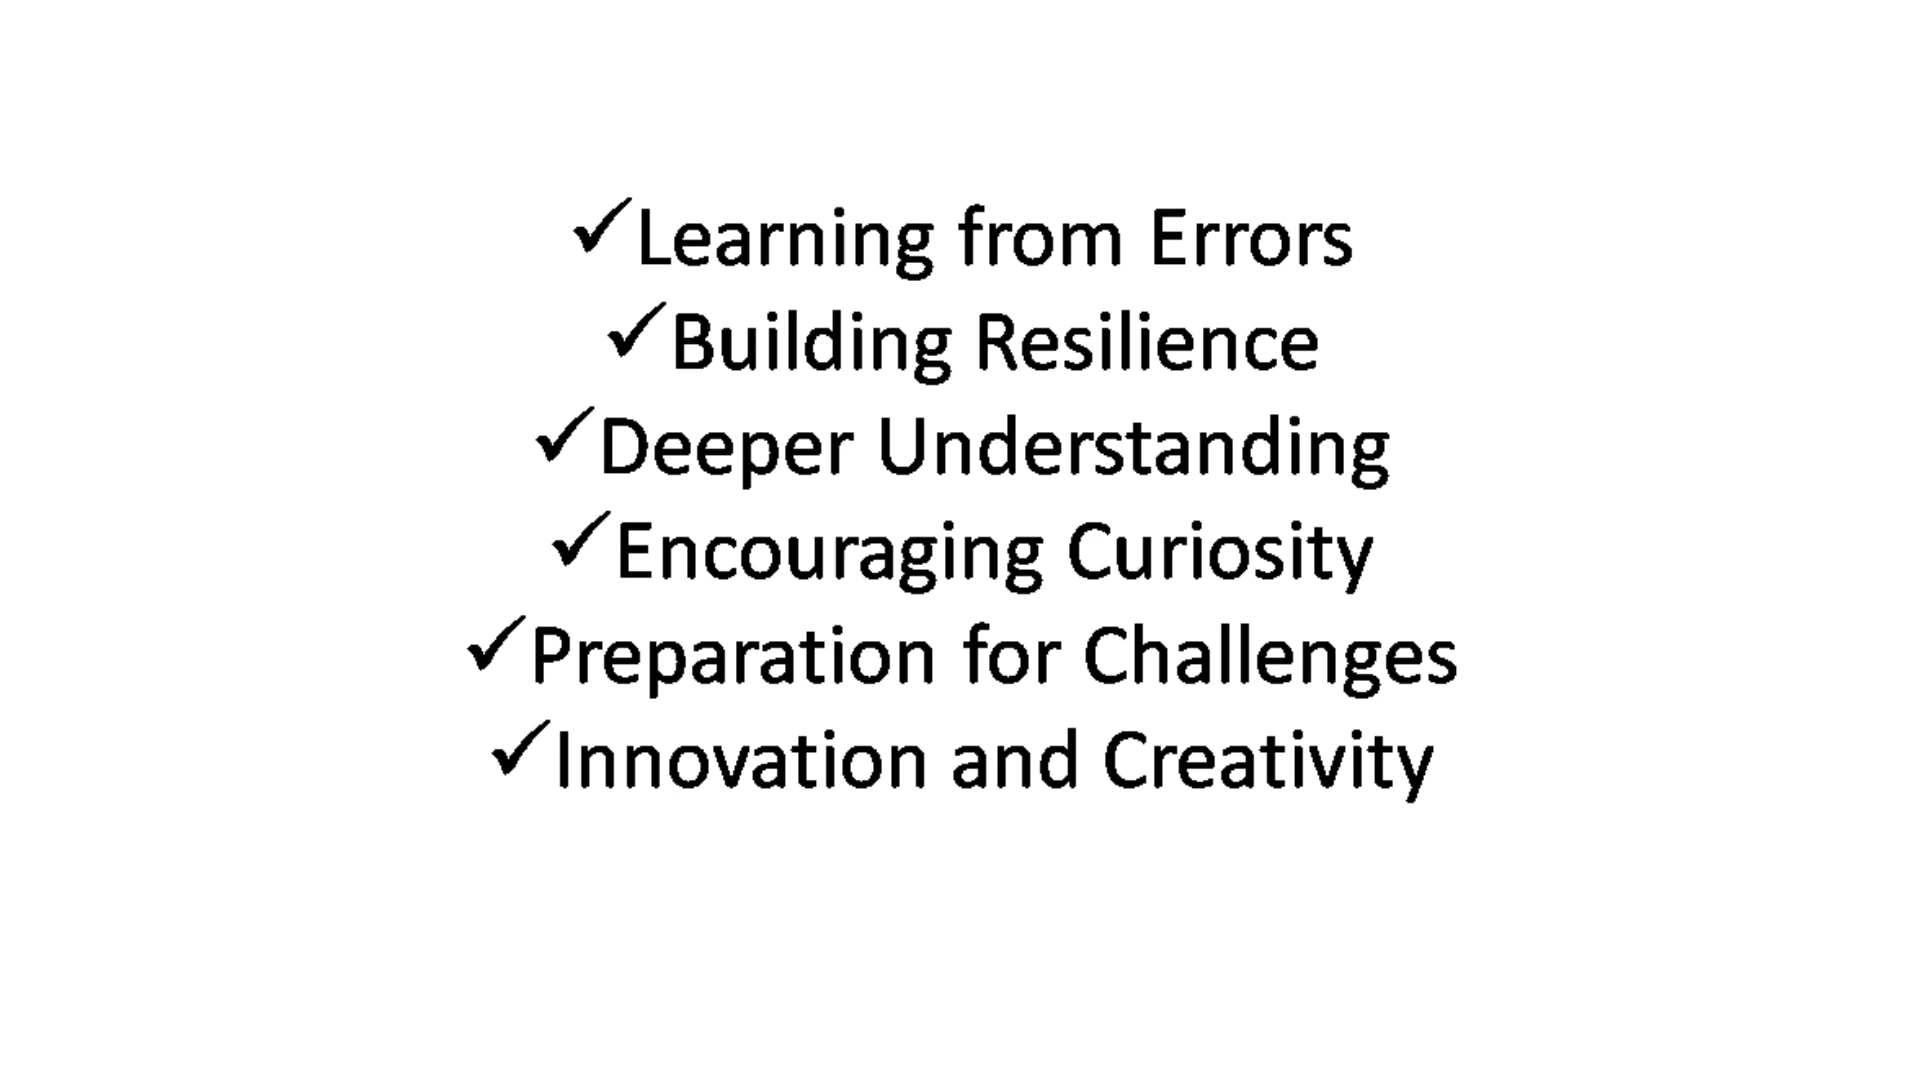 ✓Learning from Errors
✓Building Resilience
✓Deeper Understanding
✓Encouraging Curiosity
✓Preparation for Challenges
✓Innovation and Creativity